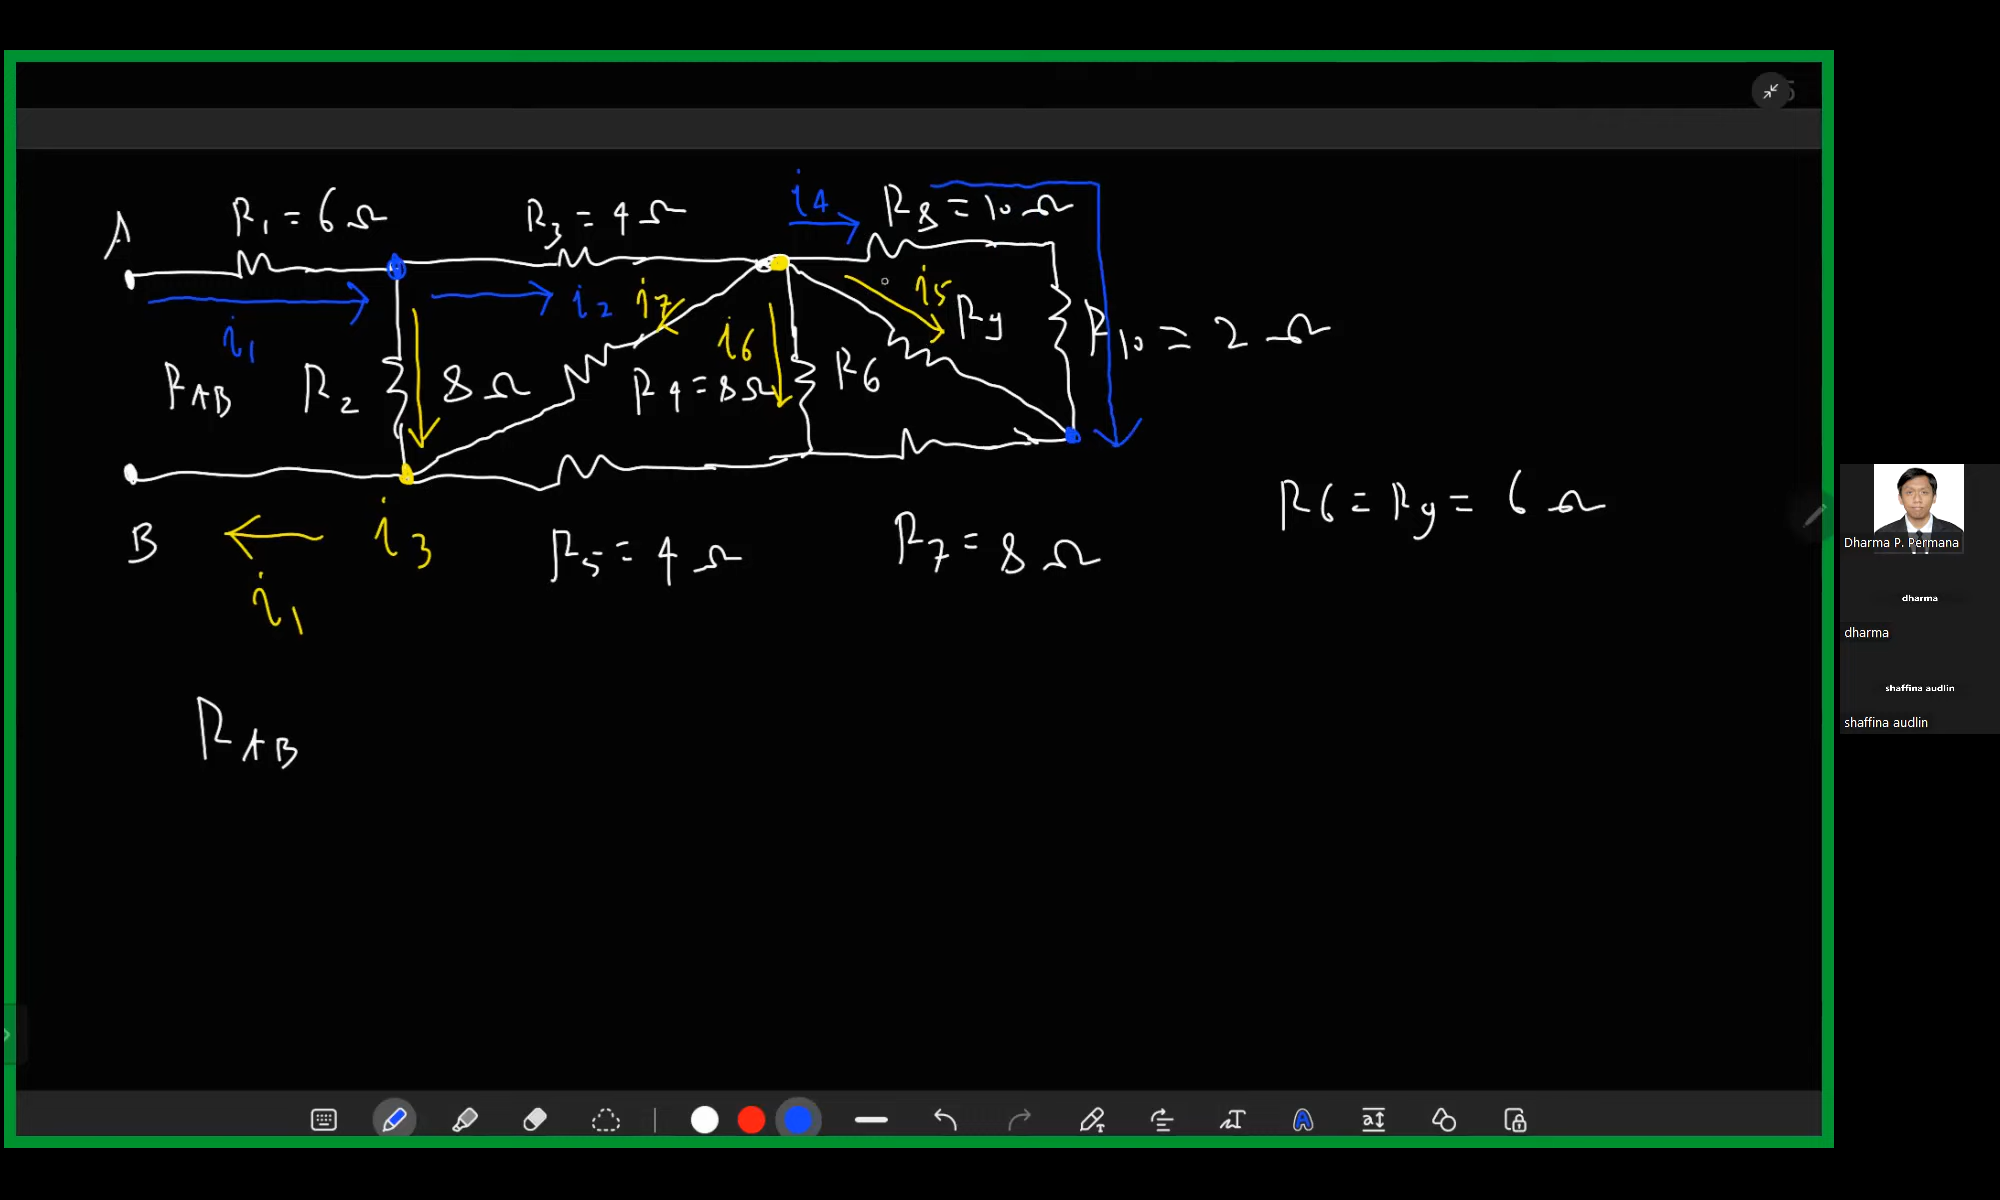 A
R1 = 6 Ω
R3 = 4 Ω
i4
R8 = 10 Ω
i1
i2
i7
i6
i5
R9
R10 = 2 Ω
RAB
R2
8 Ω
R4 = 8 Ω
R6
B
i3
i1
R5 = 4 Ω
R7 = 8 Ω
R6 = R9 = 6 Ω
RAB
Dharma P. Permana
dharma
dharma
shaffina audlin
shaffina audlin